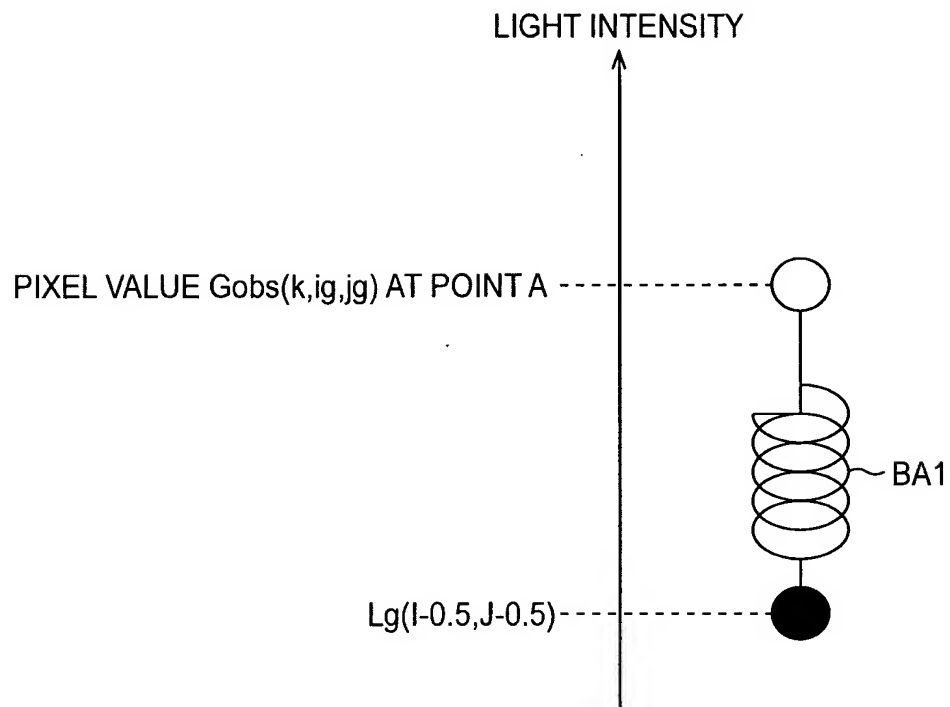 LIGHT INTENSITY
PIXEL VALUE Gobs(k,ig,jg) AT POINT A
BA1
Lg(I-0.5,J-0.5)